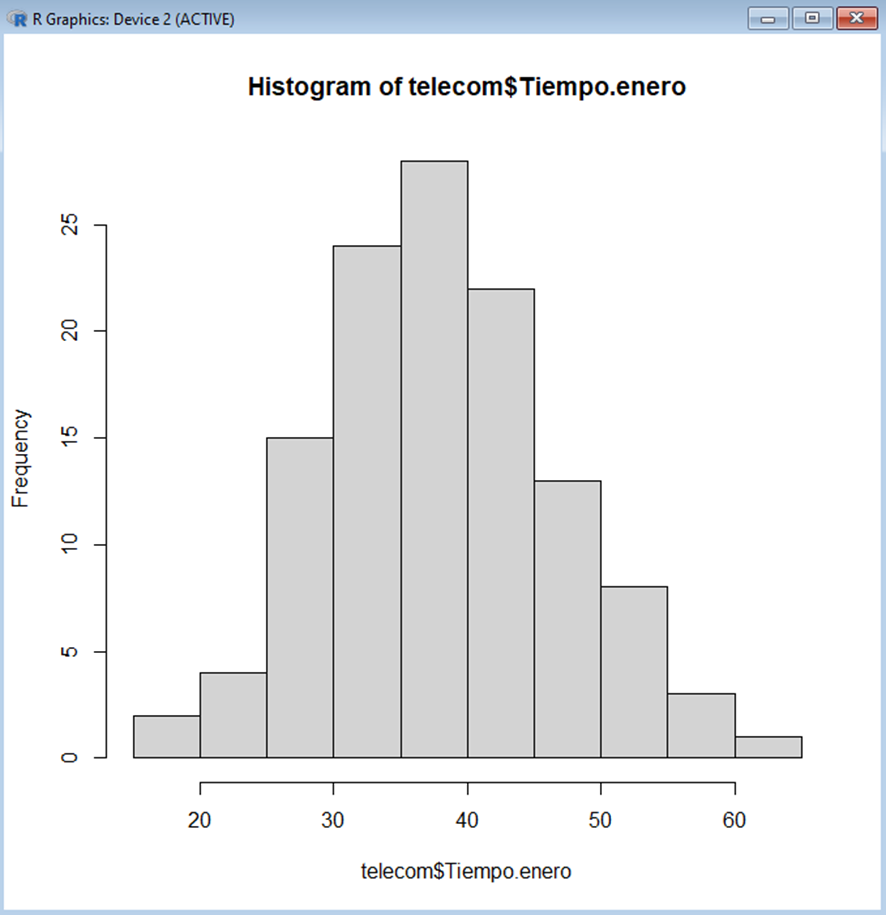 R Graphics: Device 2 (ACTIVE)
Histogram of telecom$Tiempo.enero
Frequency
25
20
15
10
5
0
20 30 40 50 60
telecom$Tiempo.enero